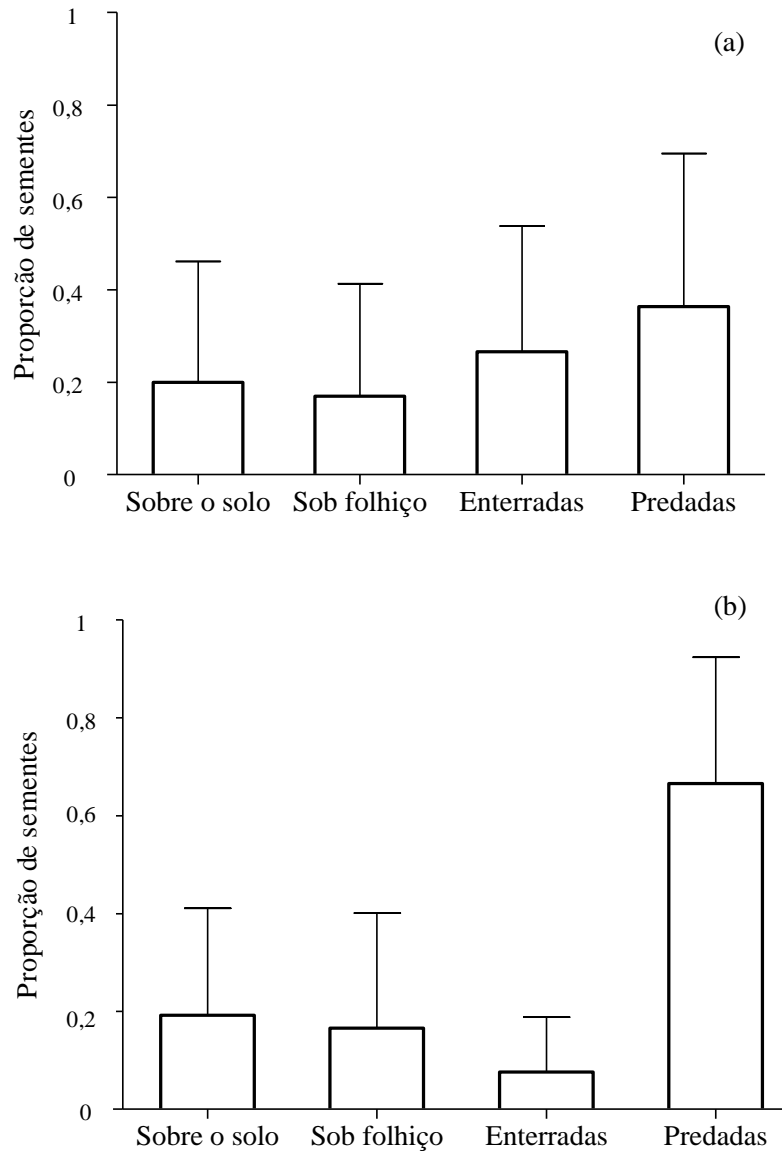 (a)
Proporção de sementes
1
0,8
0,6
0,4
0,2
0
Sobre o solo Sob folhiço Enterradas Predadas
(b)
Proporção de sementes
1
0,8
0,6
0,4
0,2
0
Sobre o solo Sob folhiço Enterradas Predadas